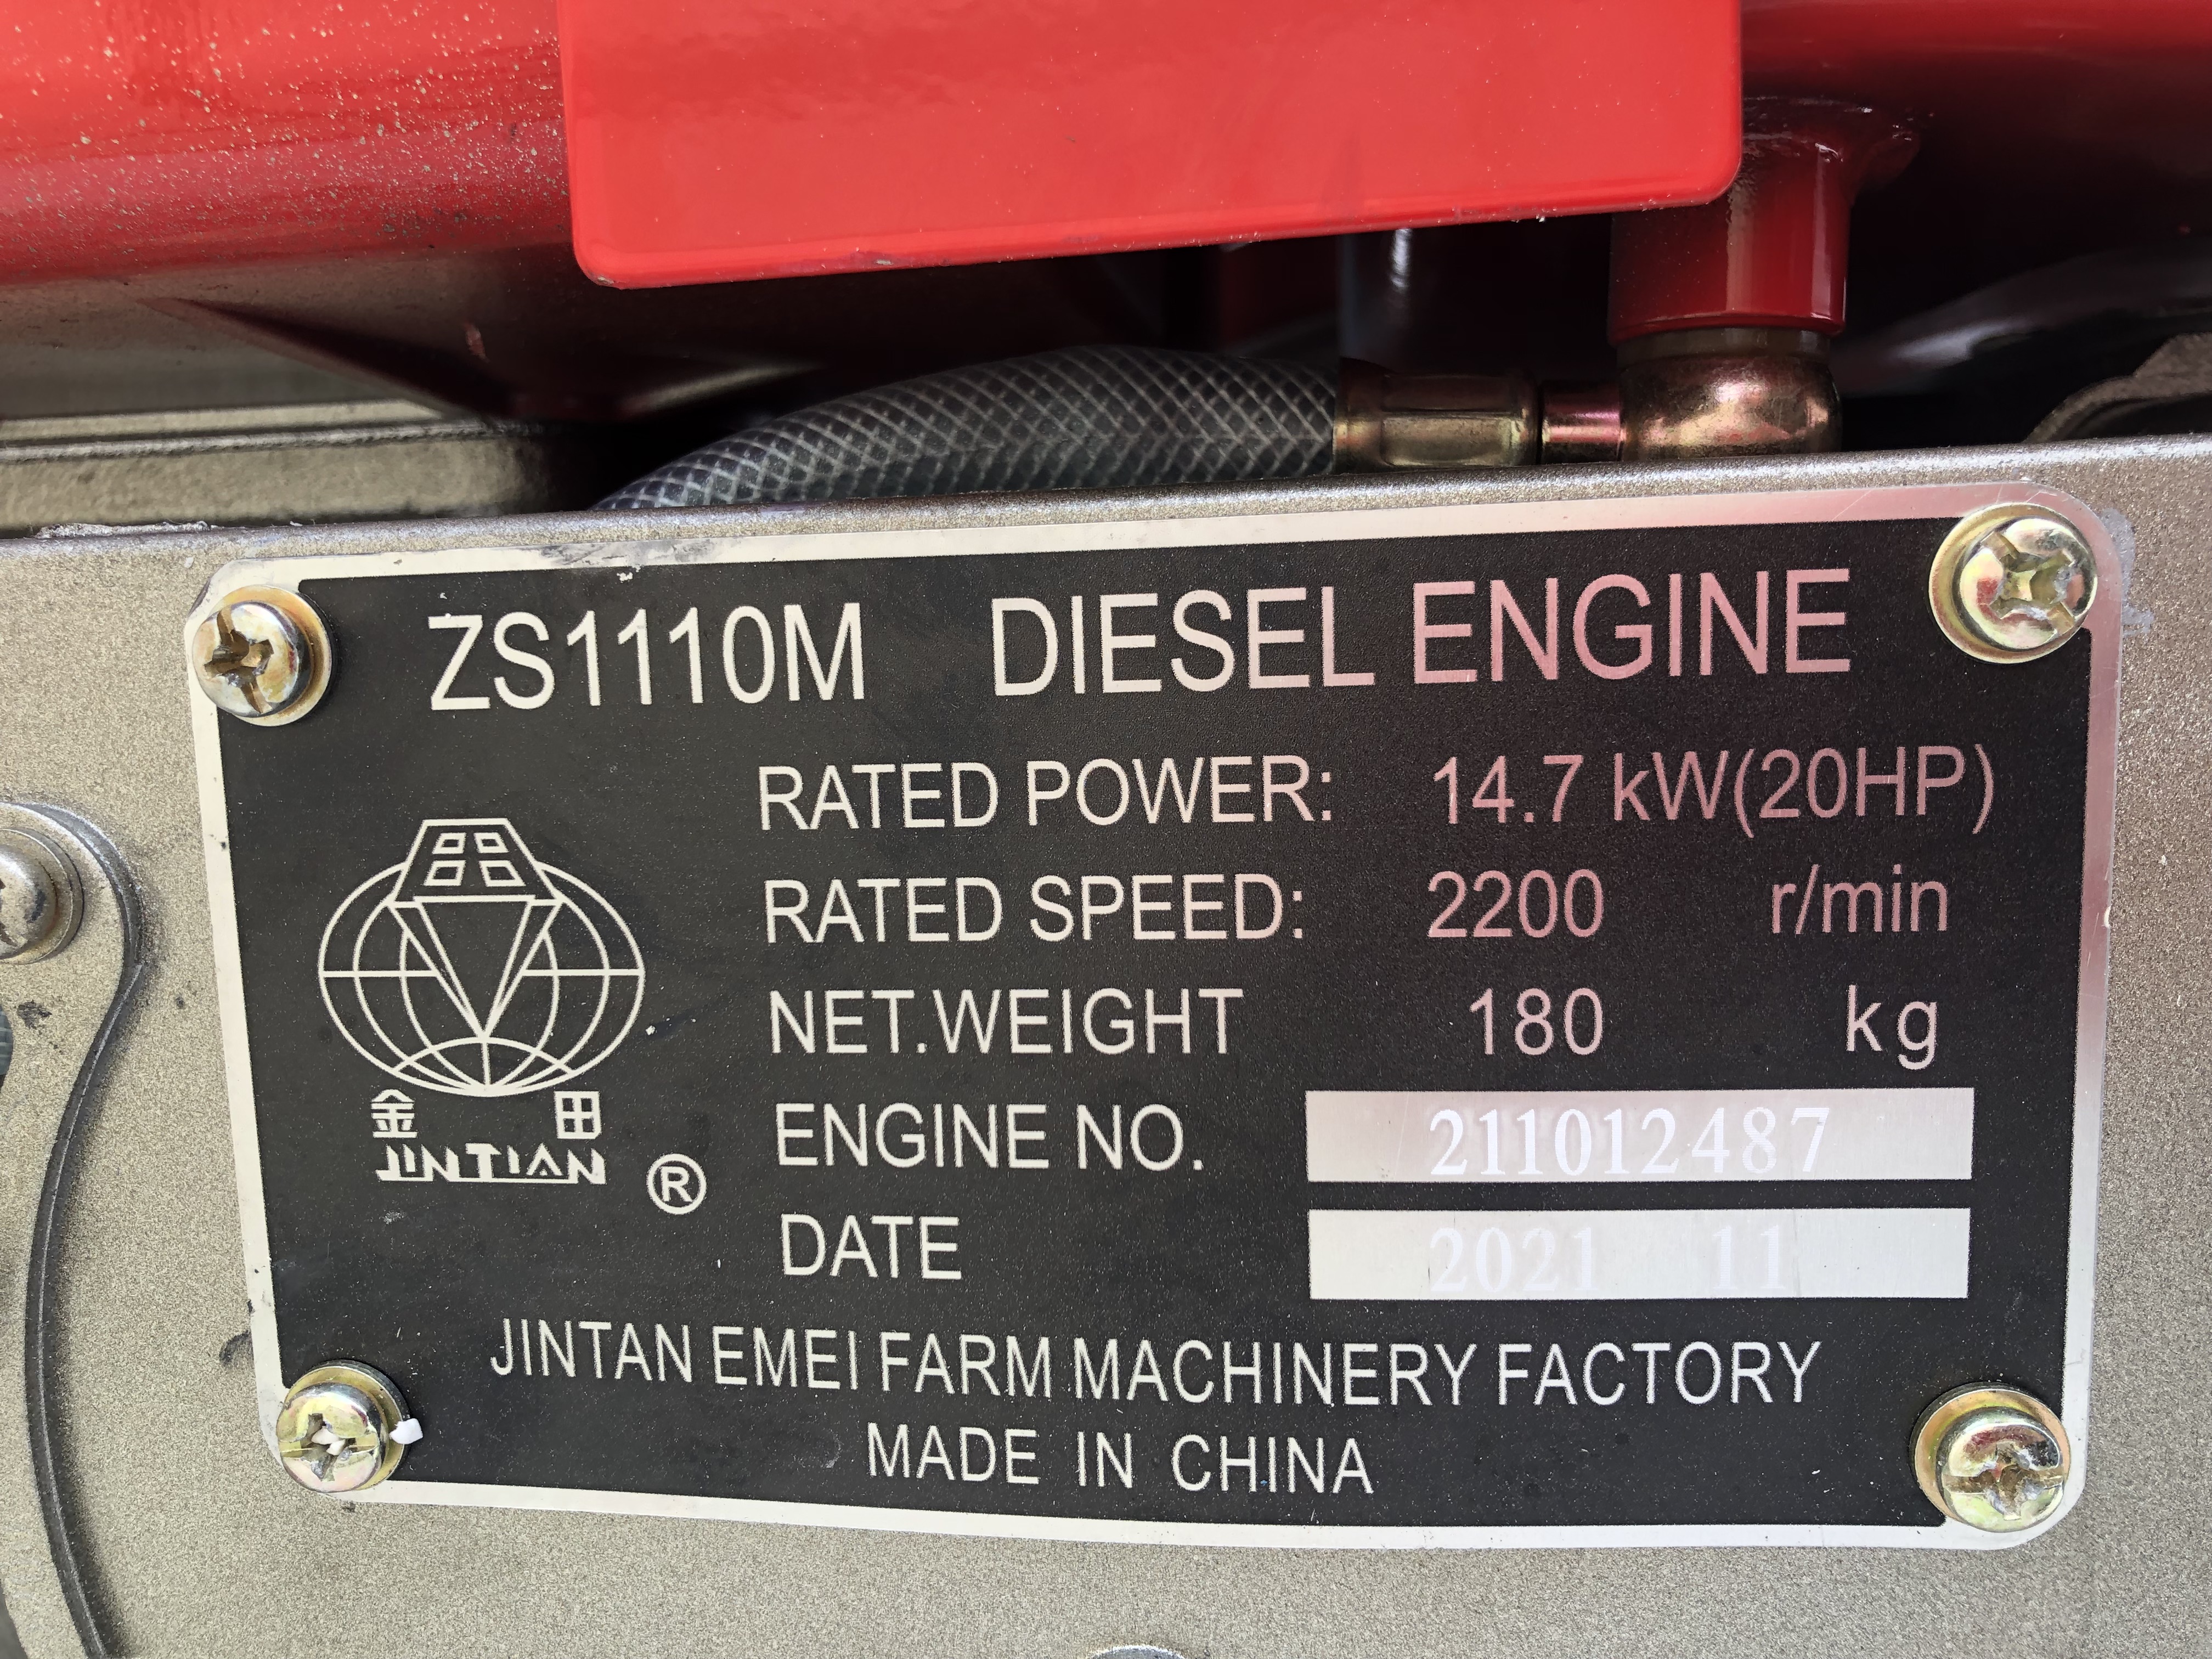 ZS1110M DIESEL ENGINE
RATED POWER: 14.7 kW(20HP)
RATED SPEED: 2200 r/min
NET.WEIGHT 180 kg
ENGINE NO. 211012487
DATE 2021 11
金 田
JINTIAN ®
JINTAN EMEI FARM MACHINERY FACTORY
MADE IN CHINA